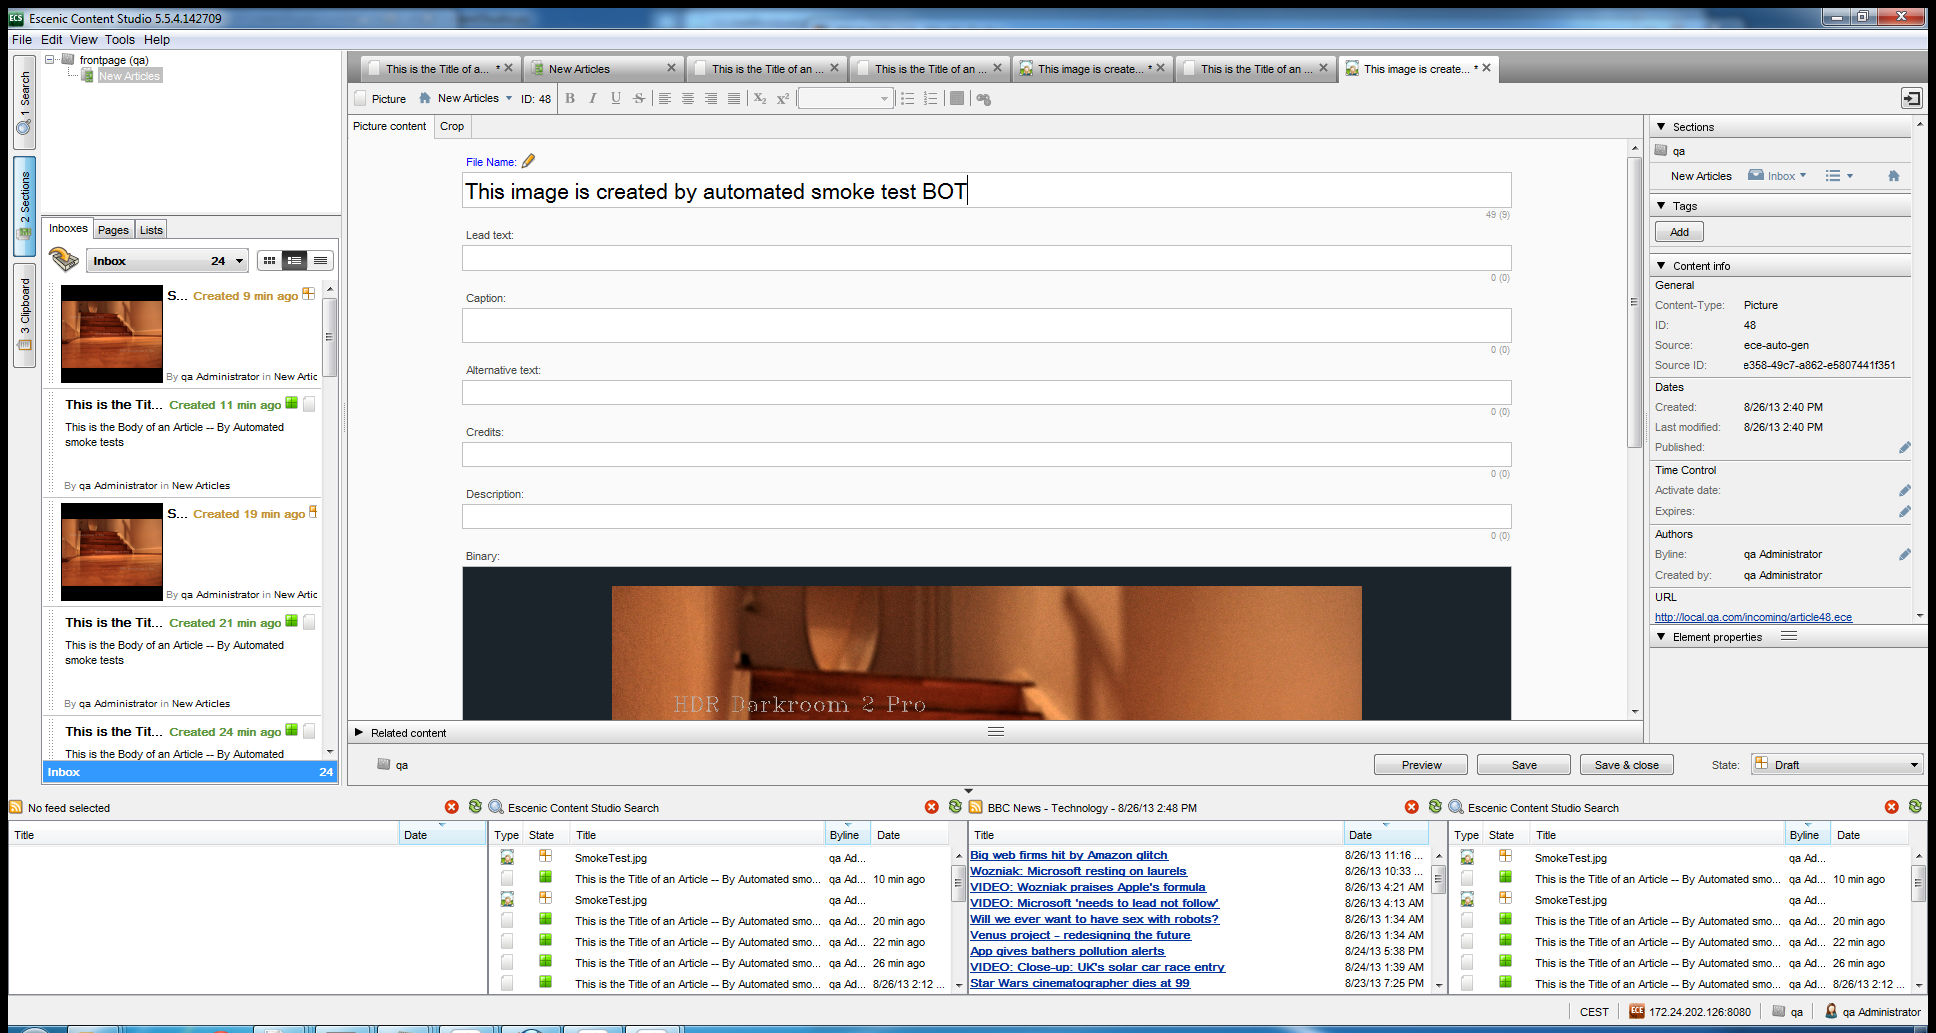 Escenic Content Studio 5.5.4.142709
File Edit View Tools Help
1 Search
2 Sections
3 Clipboard
frontpage (qa)
New Articles
Inboxes Pages Lists
Inbox 24
S... Created 9 min ago
By qa Administrator in New Artic
This is the Tit... Created 11 min ago
This is the Body of an Article -- By Automated
smoke tests
By qa Administrator in New Articles
S... Created 19 min ago
By qa Administrator in New Artic
This is the Tit... Created 21 min ago
This is the Body of an Article -- By Automated
smoke tests
By qa Administrator in New Articles
This is the Tit... Created 24 min ago
This is the Body of an Article -- By Automated
Inbox 24
This is the Title of a... * New Articles This is the Title of an ... This is the Title of an ... This image is create... * This is the Title of an ... This image is create... *
Picture New Articles ID: 48 B I U S X2 X2
Picture content Crop
File Name:
This image is created by automated smoke test BOT
49 (9)
Lead text:
0 (0)
Caption:
0 (0)
Alternative text:
0 (0)
Credits:
0 (0)
Description:
0 (0)
Binary:
HDR Darkroom 2 Pro
Related content
qa
Preview Save Save & close State: Draft
Sections
qa
New Articles Inbox
Tags
Add
Content info
General
Content-Type: Picture
ID: 48
Source: ece-auto-gen
Source ID: e358-49c7-a862-e5807441f351
Dates
Created: 8/26/13 2:40 PM
Last modified: 8/26/13 2:40 PM
Published:
Time Control
Activate date:
Expires:
Authors
Byline: qa Administrator
Created by: qa Administrator
URL
http://local.qa.com/incoming/article48.ece
Element properties
No feed selected
Title Date
Escenic Content Studio Search
Type State Title Byline Date
SmokeTest.jpg qa Ad...
This is the Title of an Article -- By Automated smo... qa Ad... 10 min ago
SmokeTest.jpg qa Ad...
This is the Title of an Article -- By Automated smo... qa Ad... 20 min ago
This is the Title of an Article -- By Automated smo... qa Ad... 22 min ago
This is the Title of an Article -- By Automated smo... qa Ad... 26 min ago
This is the Title of an Article -- By Automated smo... qa Ad... 8/26/13 2:12 ...
BBC News - Technology - 8/26/13 2:48 PM
Title Date
Big web firms hit by Amazon glitch 8/26/13 11:16 ...
Wozniak: Microsoft resting on laurels 8/26/13 10:33 ...
VIDEO: Wozniak praises Apple's formula 8/26/13 4:21 AM
VIDEO: Microsoft 'needs to lead not follow' 8/26/13 4:13 AM
Will we ever want to have sex with robots? 8/26/13 1:34 AM
Venus project - redesigning the future 8/26/13 1:34 AM
App gives bathers pollution alerts 8/24/13 5:38 PM
VIDEO: Close-up: UK's solar car race entry 8/24/13 1:39 AM
Star Wars cinematographer dies at 99 8/23/13 7:25 PM
Escenic Content Studio Search
Type State Title Byline Date
SmokeTest.jpg qa Ad...
This is the Title of an Article -- By Automated smo... qa Ad... 10 min ago
SmokeTest.jpg qa Ad...
This is the Title of an Article -- By Automated smo... qa Ad... 20 min ago
This is the Title of an Article -- By Automated smo... qa Ad... 22 min ago
This is the Title of an Article -- By Automated smo... qa Ad... 26 min ago
This is the Title of an Article -- By Automated smo... qa Ad... 8/26/13 2:12 ...
CEST ECE 172.24.202.126:8080 qa qa Administrator